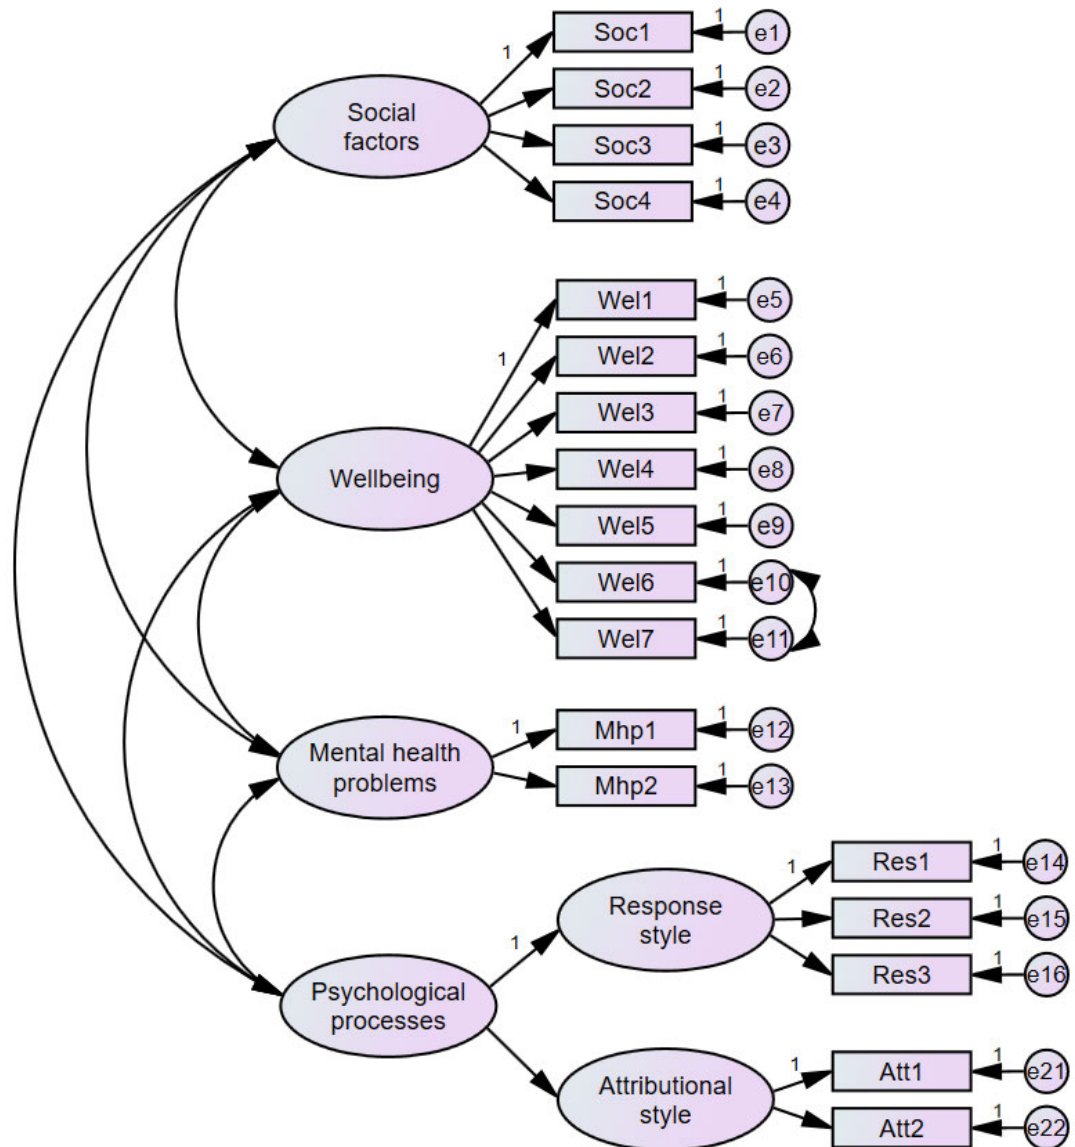 1
Soc1
1
e1
Soc2
1
e2
Social
factors
Soc3
1
e3
Soc4
1
e4
1
Wel1
1
e5
Wel2
1
e6
Wel3
1
e7
Wellbeing
Wel4
1
e8
Wel5
1
e9
Wel6
1
e10
Wel7
1
e11
Mental health
problems
1
Mhp1
1
e12
Mhp2
1
e13
Psychological
processes
1
Response
style
1
Res1
1
e14
Res2
1
e15
Res3
1
e16
Attributional
style
1
Att1
1
e21
Att2
1
e22